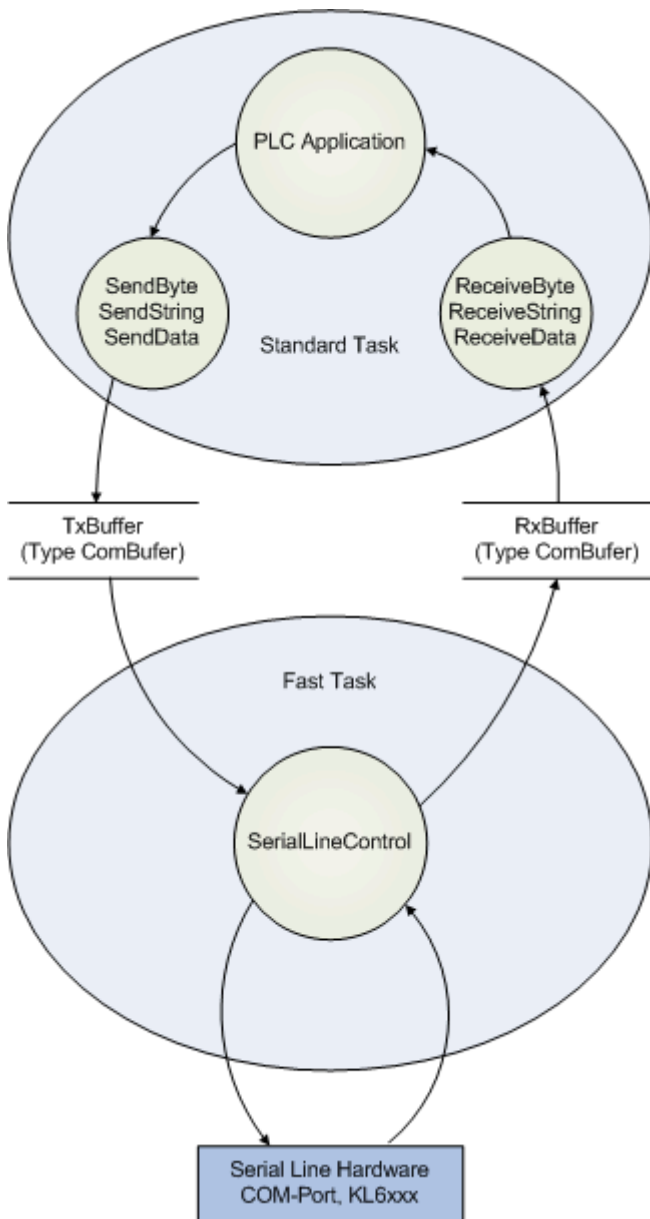 PLC Application
SendByte
SendString
SendData
ReceiveByte
ReceiveString
ReceiveData
Standard Task
TxBuffer
(Type ComBufer)
RxBuffer
(Type ComBufer)
Fast Task
SerialLineControl
Serial Line Hardware
COM-Port, KL6xxx